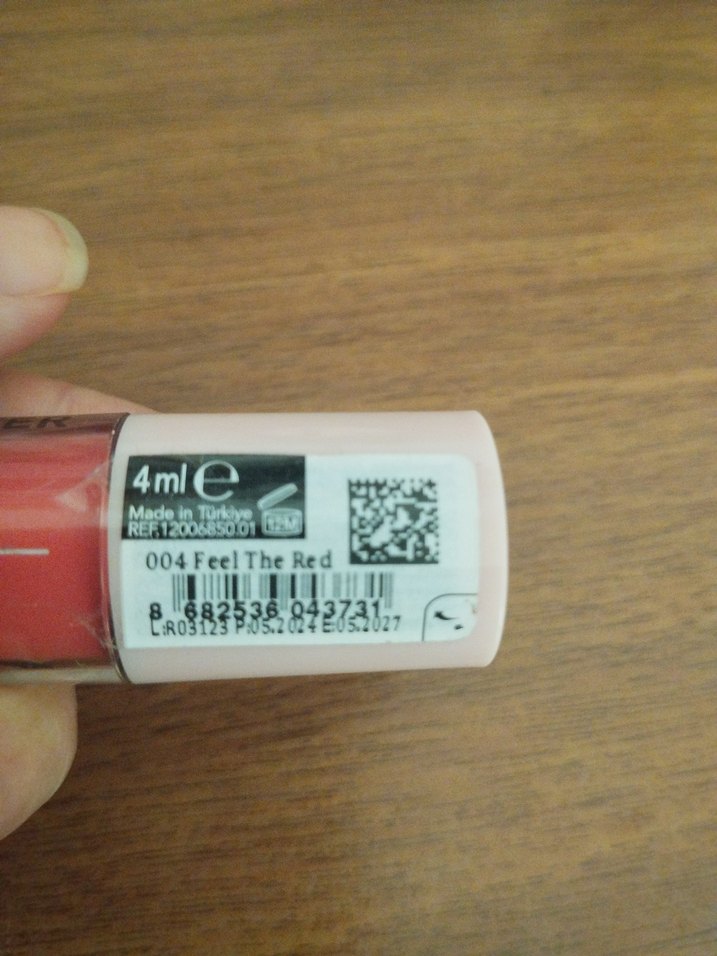 4ml e
Made in Türkiye
REF.12006850.01
12M
004 Feel The Red
8 682536 043731
L:R03123 P:05.2024 E:05.2027